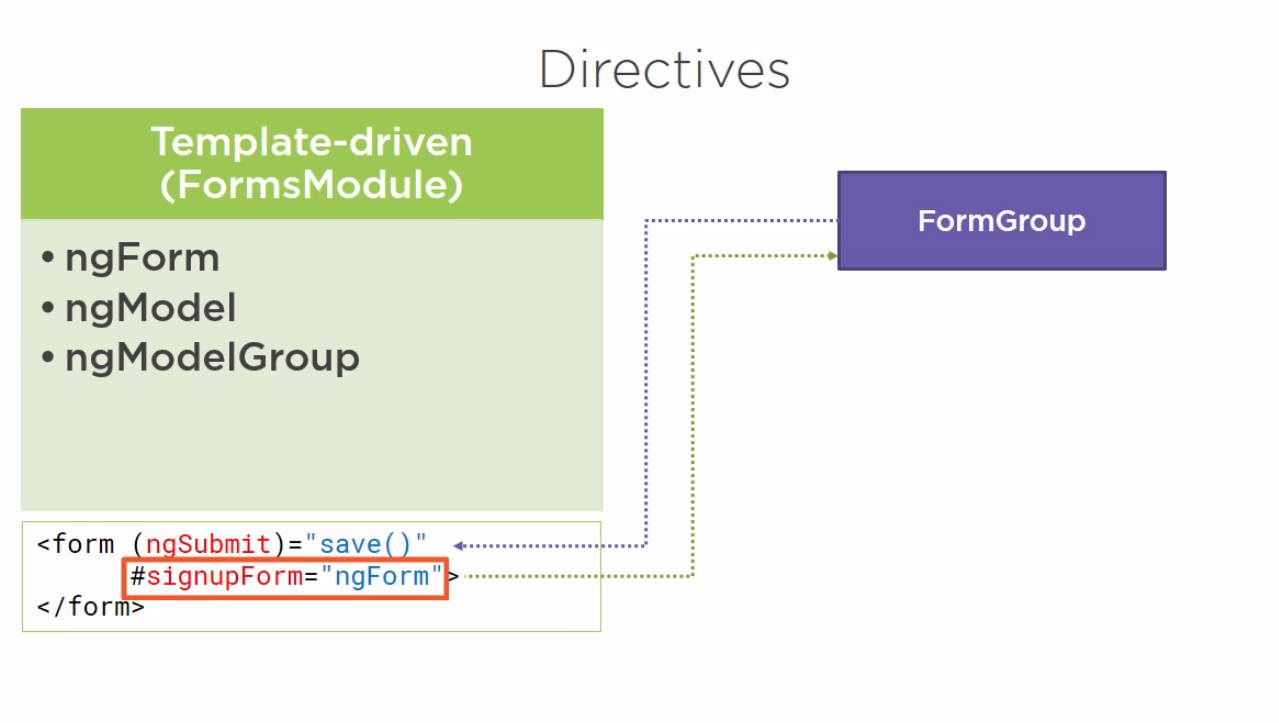 Directives
Template-driven
(FormsModule)
• ngForm
• ngModel
• ngModelGroup
FormGroup
<form (ngSubmit)="save()"
#signupForm="ngForm">
</form>